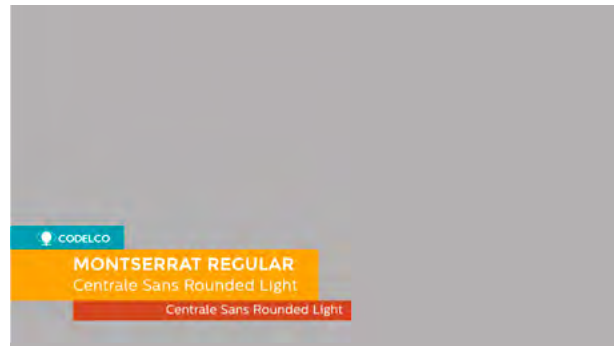 CODELCO
MONTSERRAT REGULAR
Centrale Sans Rounded Light
Centrale Sans Rounded Light